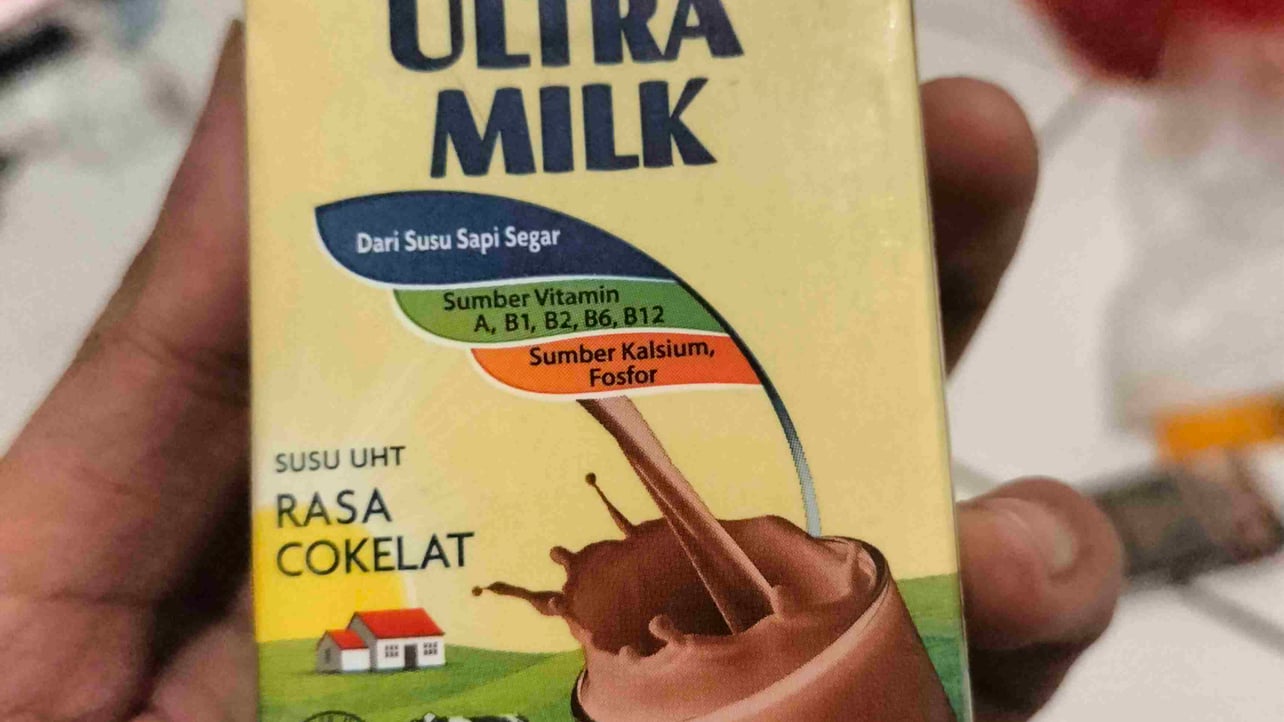 ULTRA
MILK
Dari Susu Sapi Segar
Sumber Vitamin
A, B1, B2, B6, B12
Sumber Kalsium,
Fosfor
SUSU UHT
RASA
COKELAT